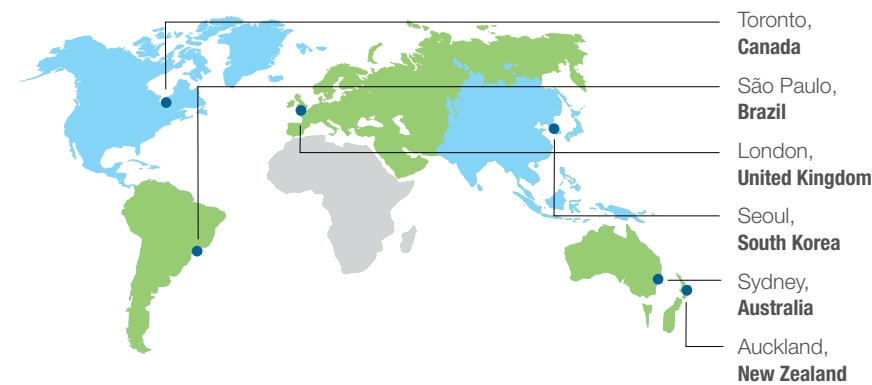 Toronto,
Canada
São Paulo,
Brazil
London,
United Kingdom
Seoul,
South Korea
Sydney,
Australia
Auckland,
New Zealand